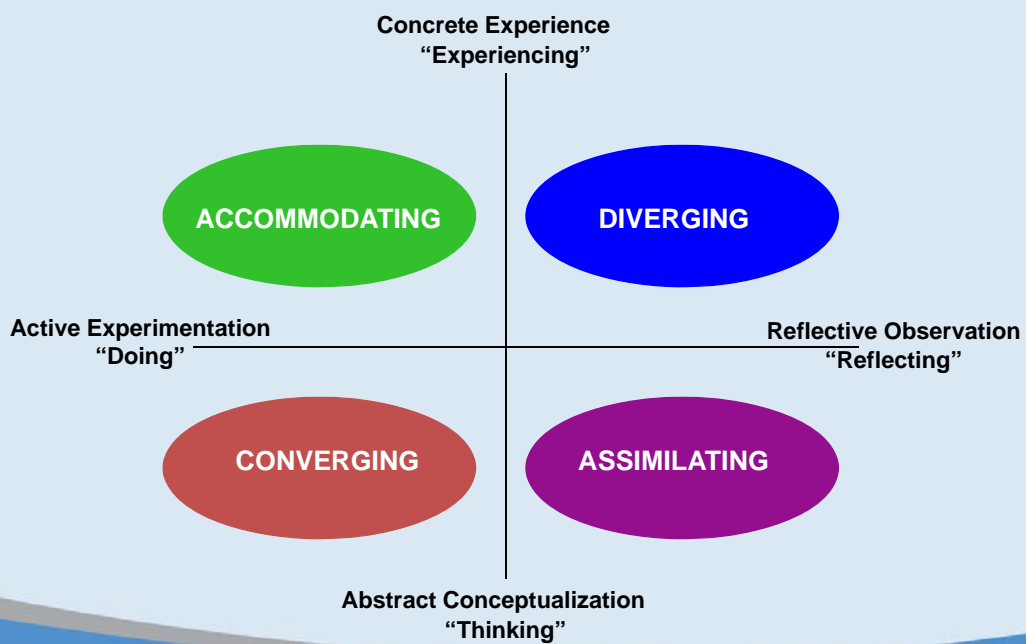 Concrete Experience
“Experiencing”
ACCOMMODATING
DIVERGING
Active Experimentation
“Doing”
Reflective Observation
“Reflecting”
CONVERGING
ASSIMILATING
Abstract Conceptualization
“Thinking”